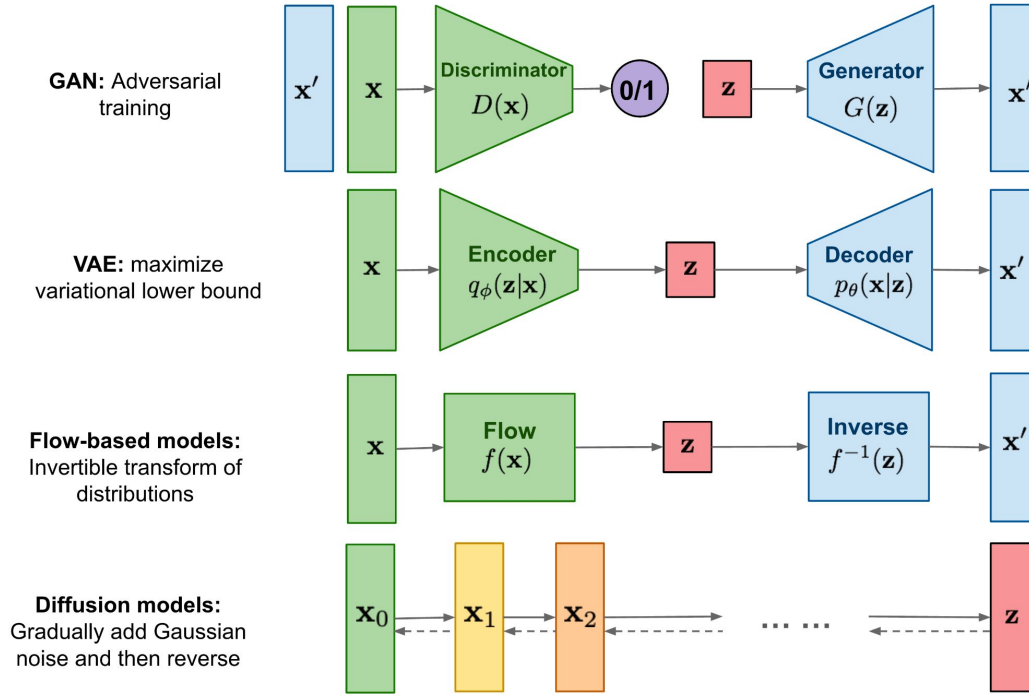 GAN: Adversarial
training
x′
x
Discriminator
D(x)
0/1
z
Generator
G(z)
x′
VAE: maximize
variational lower bound
x
Encoder
qϕ(z|x)
z
Decoder
pθ(x|z)
x′
Flow-based models:
Invertible transform of
distributions
x
Flow
f(x)
z
Inverse
f⁻¹(z)
x′
Diffusion models:
Gradually add Gaussian
noise and then reverse
x₀
x₁
x₂
... ...
z